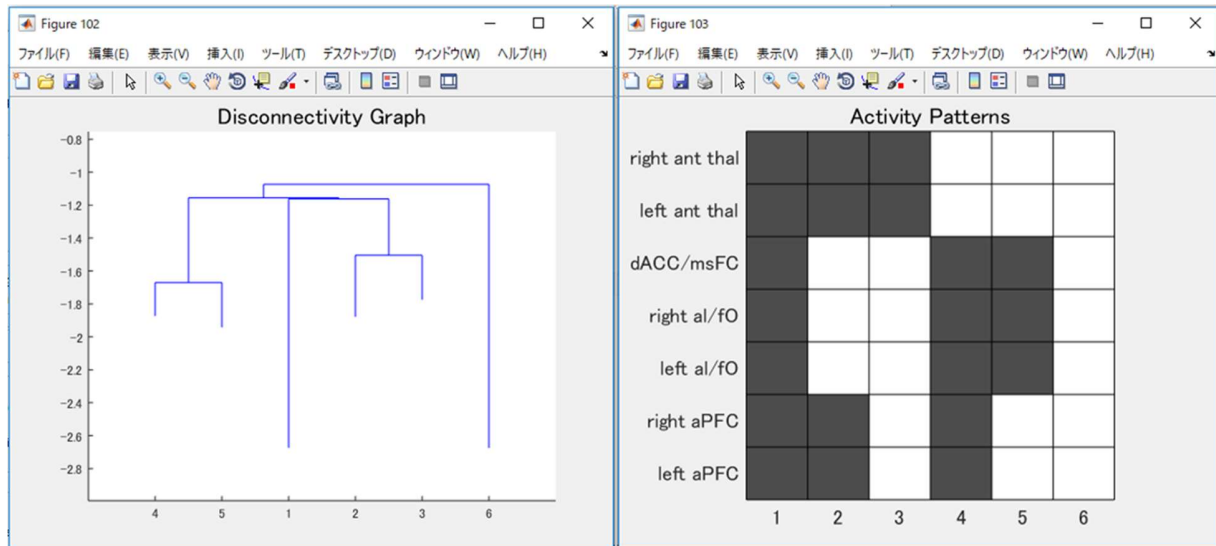 Figure 102
ファイル(F) 編集(E) 表示(V) 挿入(I) ツール(T) デスクトップ(D) ウィンドウ(W) ヘルプ(H)
Disconnectivity Graph
-0.8
-1
-1.2
-1.4
-1.6
-1.8
-2
-2.2
-2.4
-2.6
-2.8
4 5 1 2 3 6
Figure 103
ファイル(F) 編集(E) 表示(V) 挿入(I) ツール(T) デスクトップ(D) ウィンドウ(W) ヘルプ(H)
Activity Patterns
right ant thal
left ant thal
dACC/msFC
right aI/fO
left aI/fO
right aPFC
left aPFC
1 2 3 4 5 6